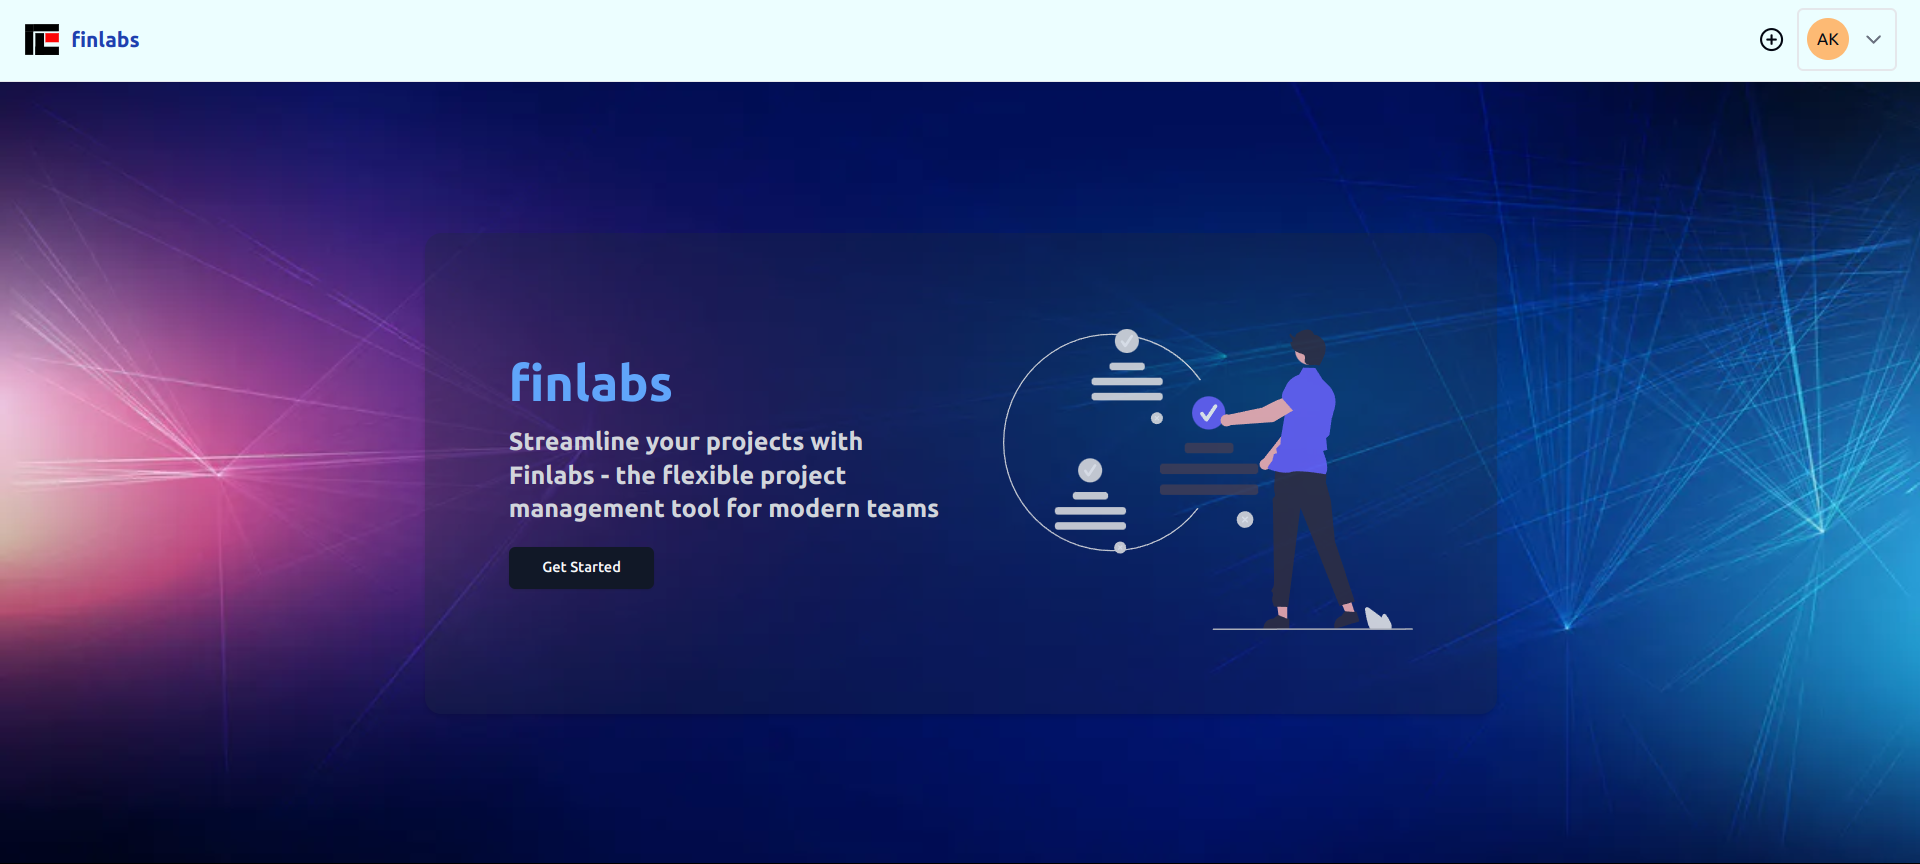 finlabs
AK
finlabs
Streamline your projects with
Finlabs - the flexible project
management tool for modern teams
Get Started